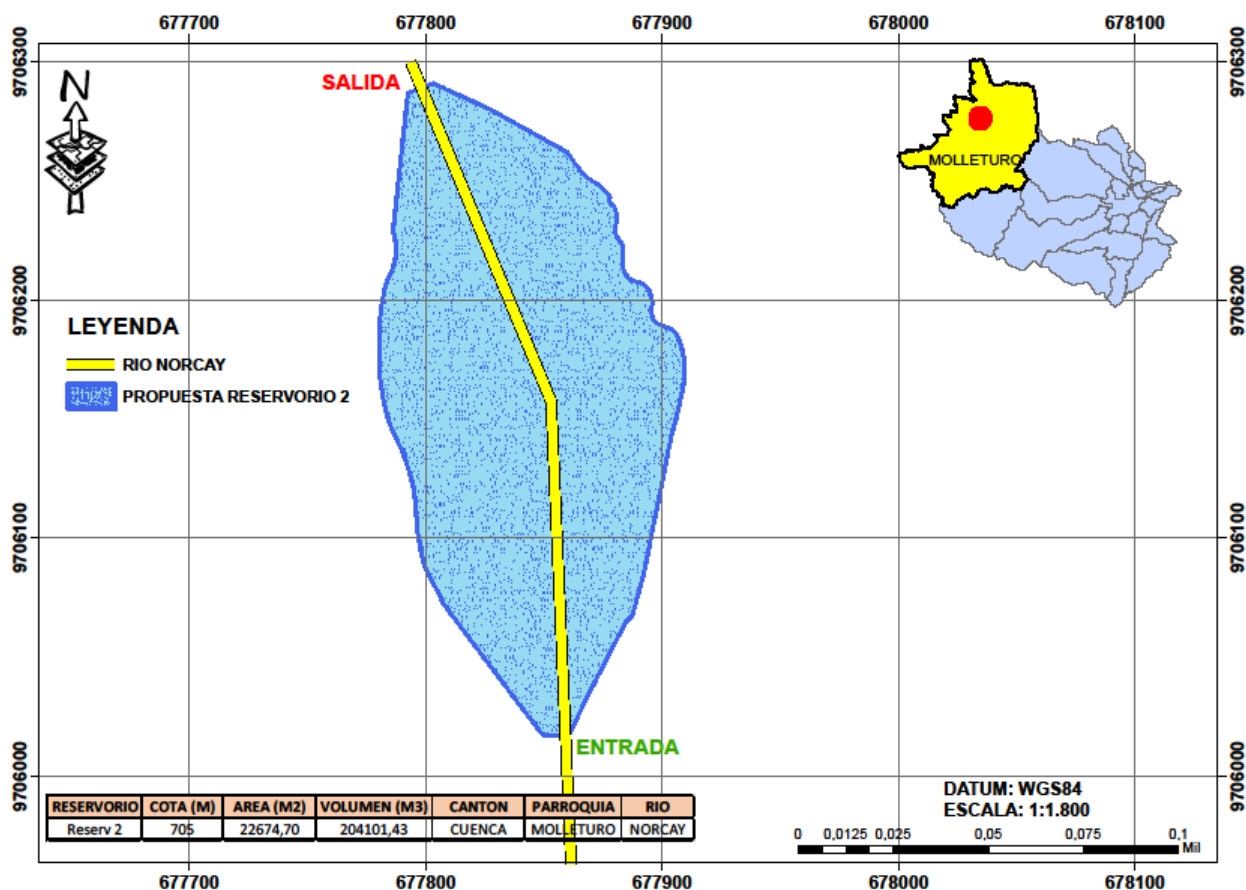 677700 677800 677900 678000 678100
9706300 9706300
SALIDA
N
MOLLETURO
9706200 9706200
LEYENDA
RIO NORCAY
PROPUESTA RESERVORIO 2
9706100 9706100
ENTRADA
9706000 9706000
DATUM: WGS84
ESCALA: 1:1.800
RESERVORIO COTA (M) AREA (M2) VOLUMEN (M3) CANTON PARROQUIA RIO
Reserv 2 705 22674,70 204101,43 CUENCA MOLLETURO NORCAY
0 0,0125 0,025 0,05 0,075 0,1
Mil
677700 677800 677900 678000 678100